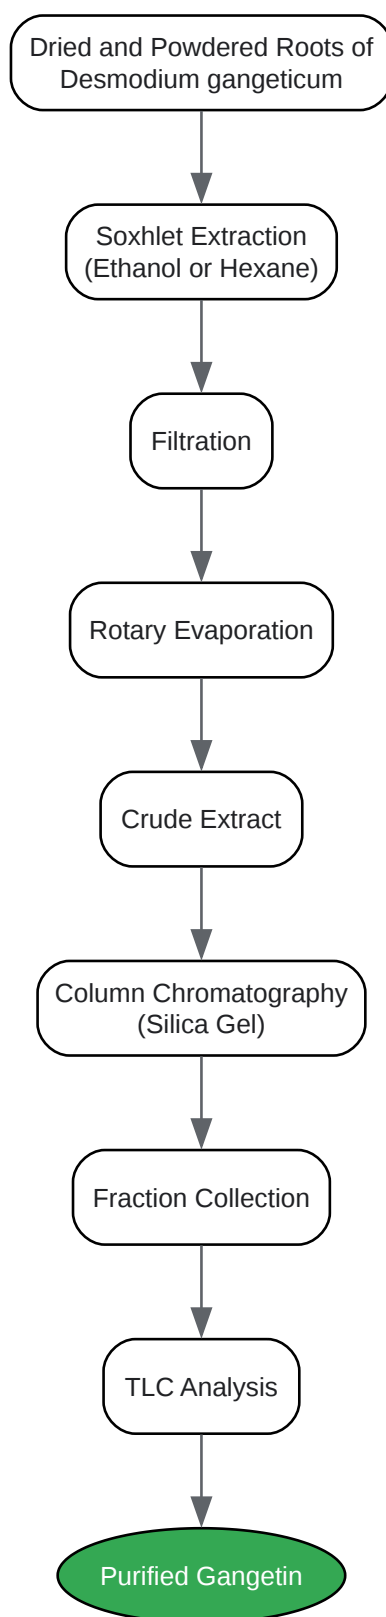 Dried and Powdered Roots of
Desmodium gangeticum
Soxhlet Extraction
(Ethanol or Hexane)
Filtration
Rotary Evaporation
Crude Extract
Column Chromatography
(Silica Gel)
Fraction Collection
TLC Analysis
Purified Gangetin